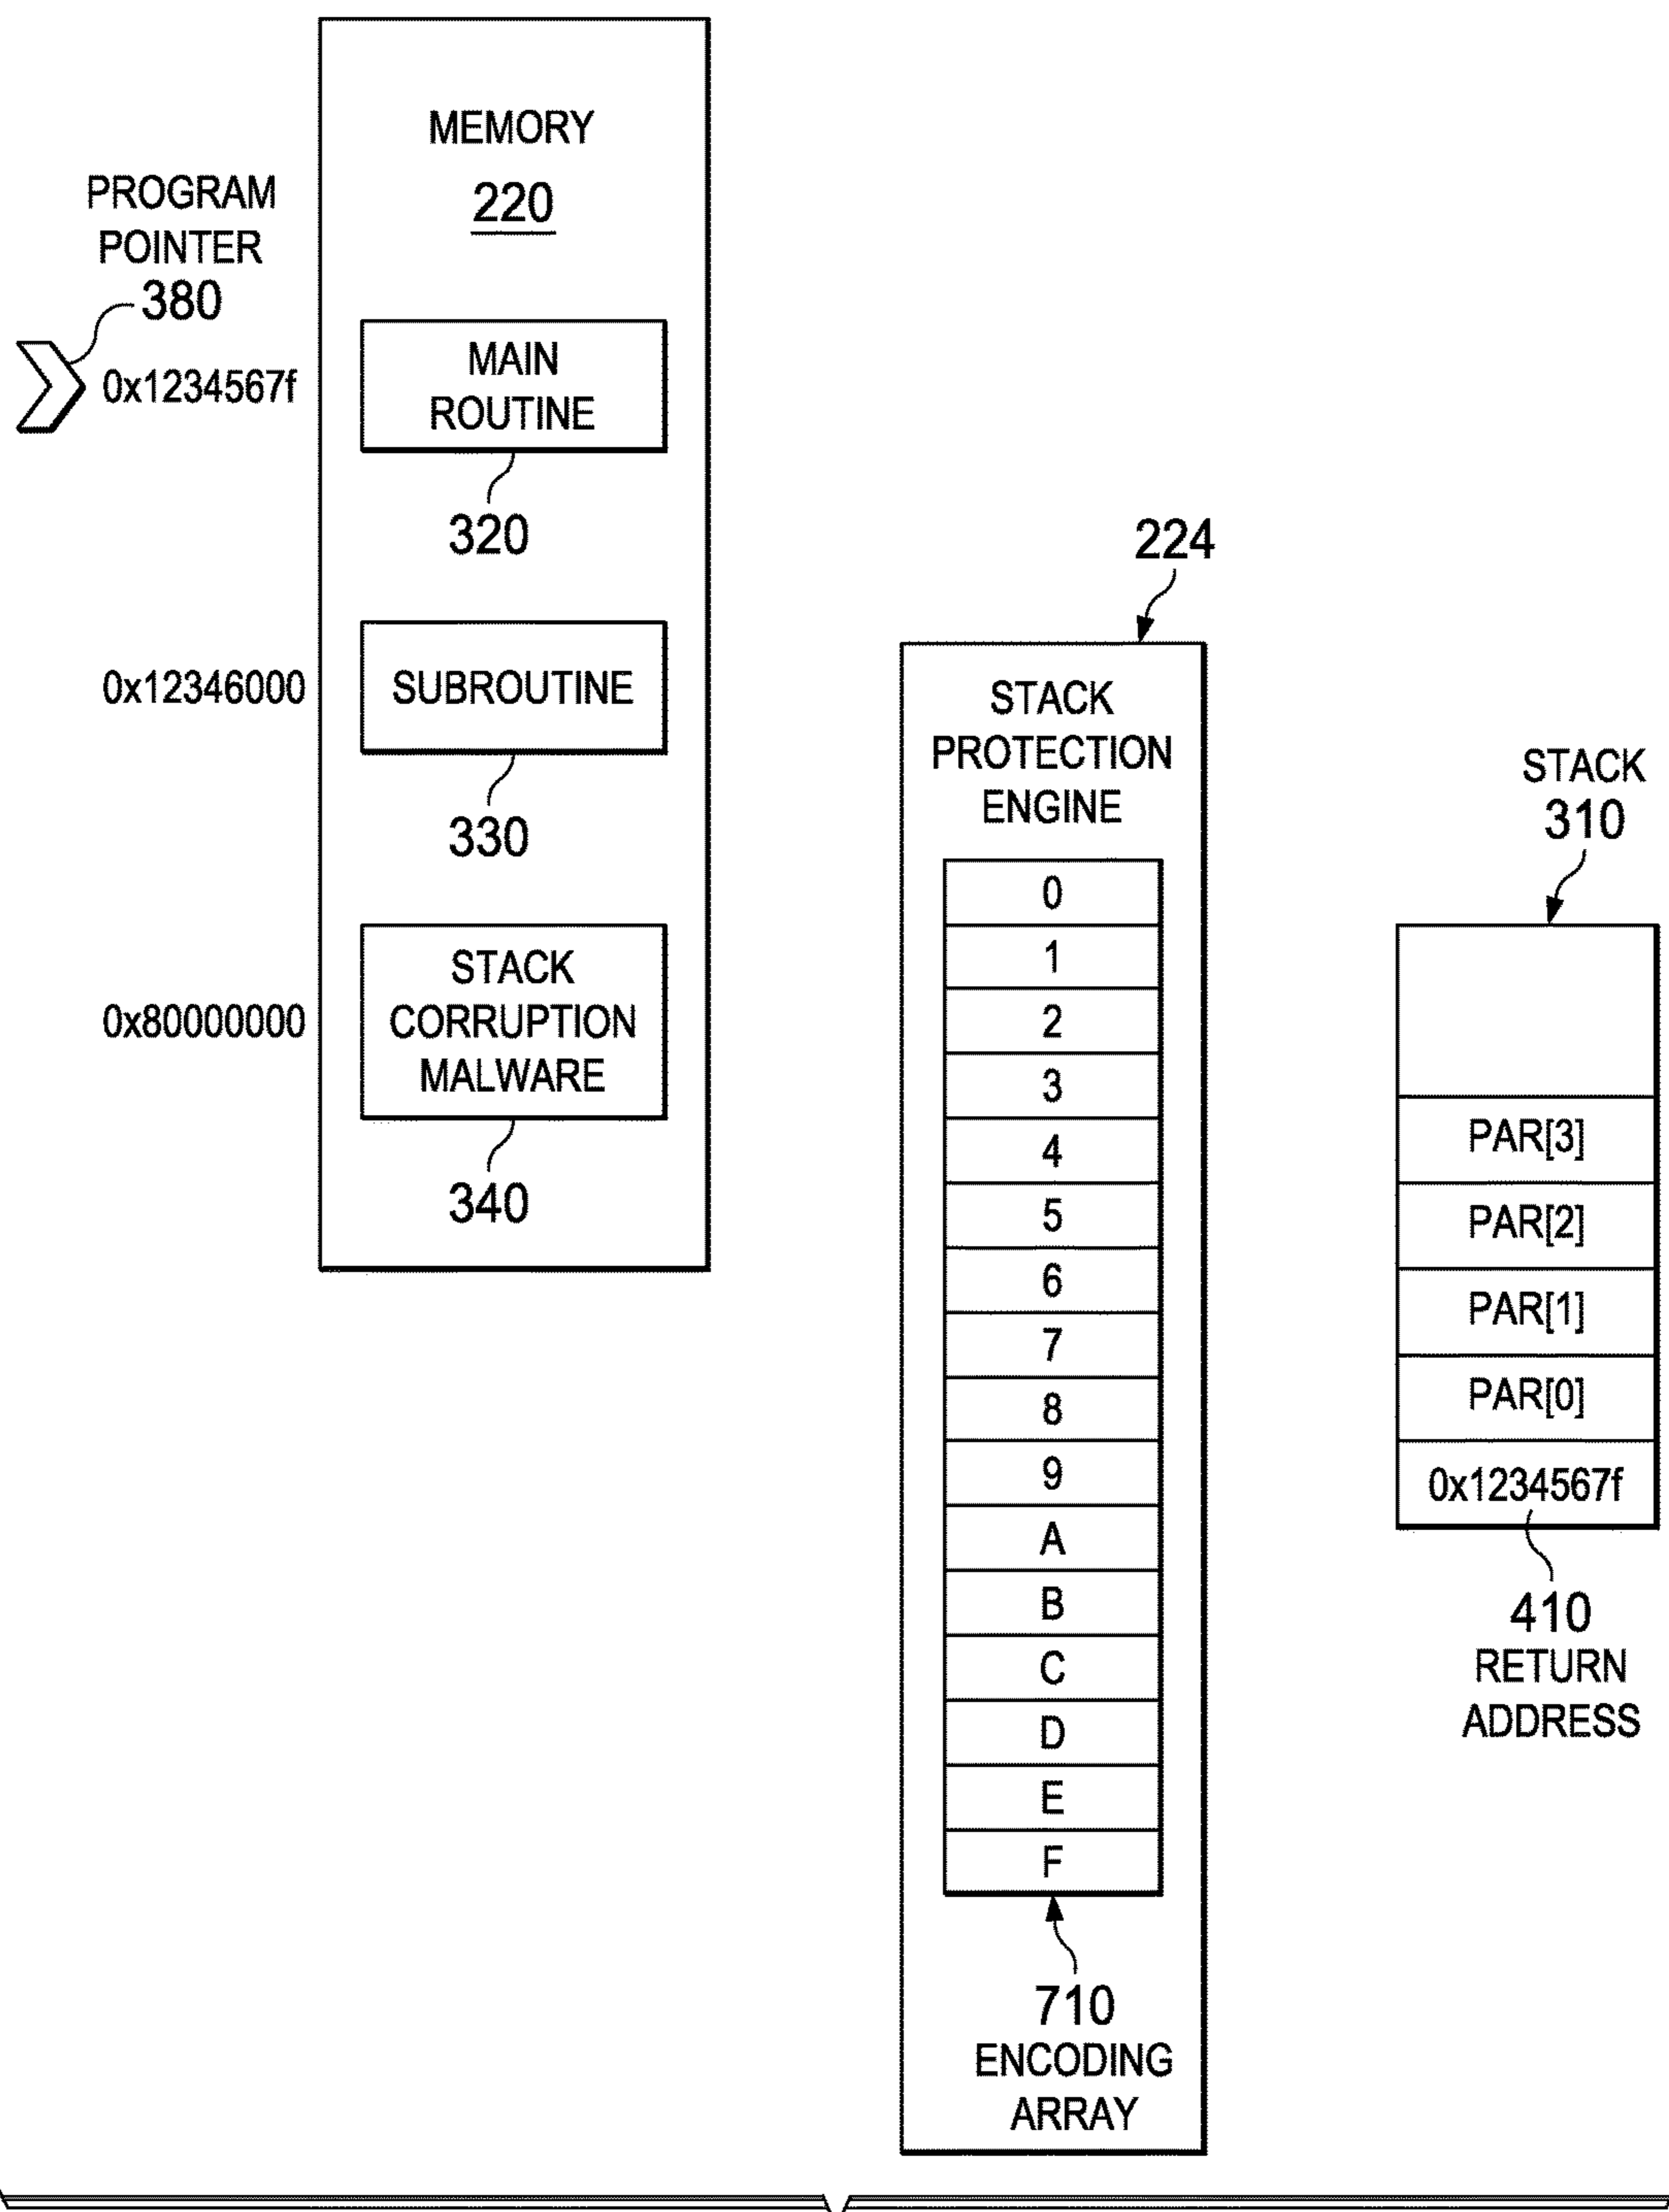 MEMORY
220
PROGRAM
POINTER
380
0x1234567f
MAIN
ROUTINE
320
0x12346000
SUBROUTINE
330
0x80000000
STACK
CORRUPTION
MALWARE
340
224
STACK
PROTECTION
ENGINE
0
1
2
3
4
5
6
7
8
9
A
B
C
D
E
F
710
ENCODING
ARRAY
STACK
310
PAR[3]
PAR[2]
PAR[1]
PAR[0]
0x1234567f
410
RETURN
ADDRESS